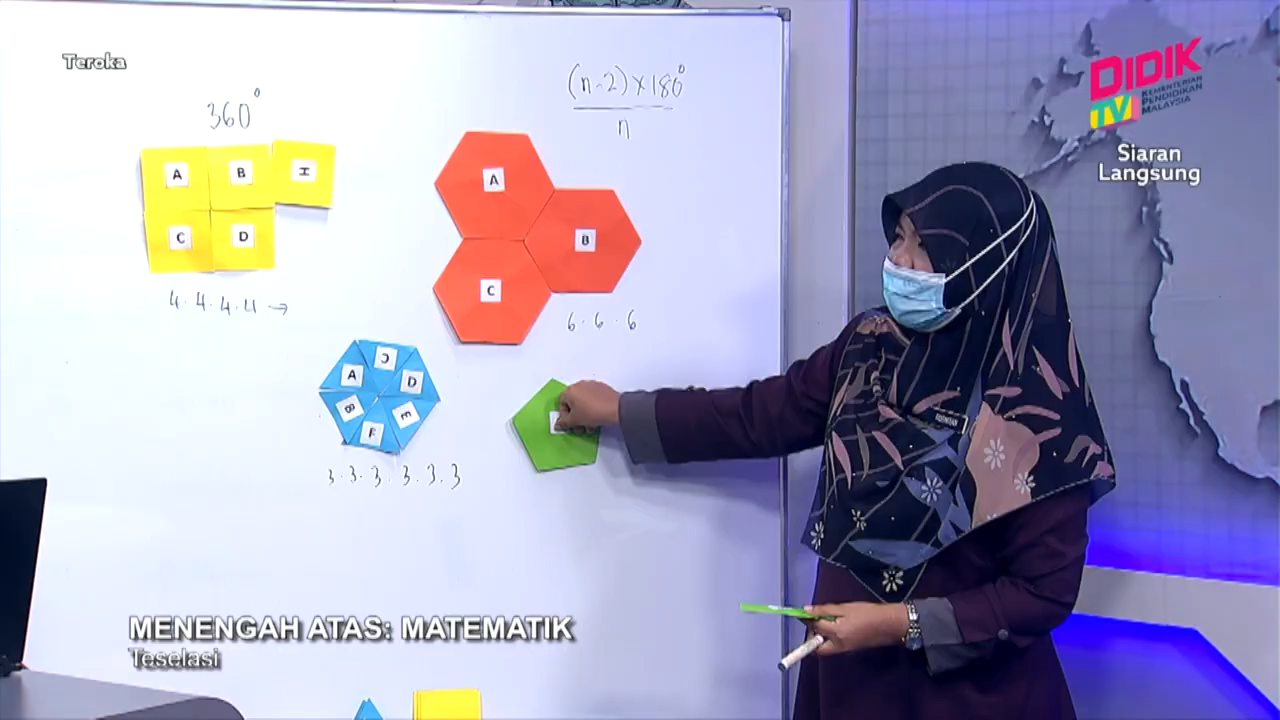 Teroka
360°
(n-2) x 180°
n
A B H
C D
4.4.4.4 →
A
B
C
6.6.6
A C D
B F E
3.3.3.3.3.3
DIDIK
TV
KEMENTERIAN
PENDIDIKAN
MALAYSIA
Siaran
Langsung
MENENGAH ATAS: MATEMATIK
Teselasi